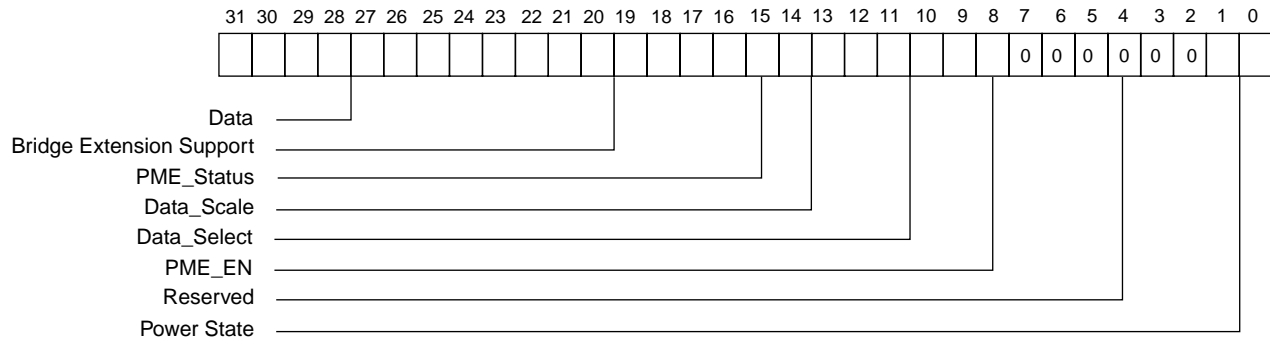 31 30 29 28 27 26 25 24 23 22 21 20 19 18 17 16 15 14 13 12 11 10 9 8 7 6 5 4 3 2 1 0
0 0 0 0 0 0
Data
Bridge Extension Support
PME_Status
Data_Scale
Data_Select
PME_EN
Reserved
Power State